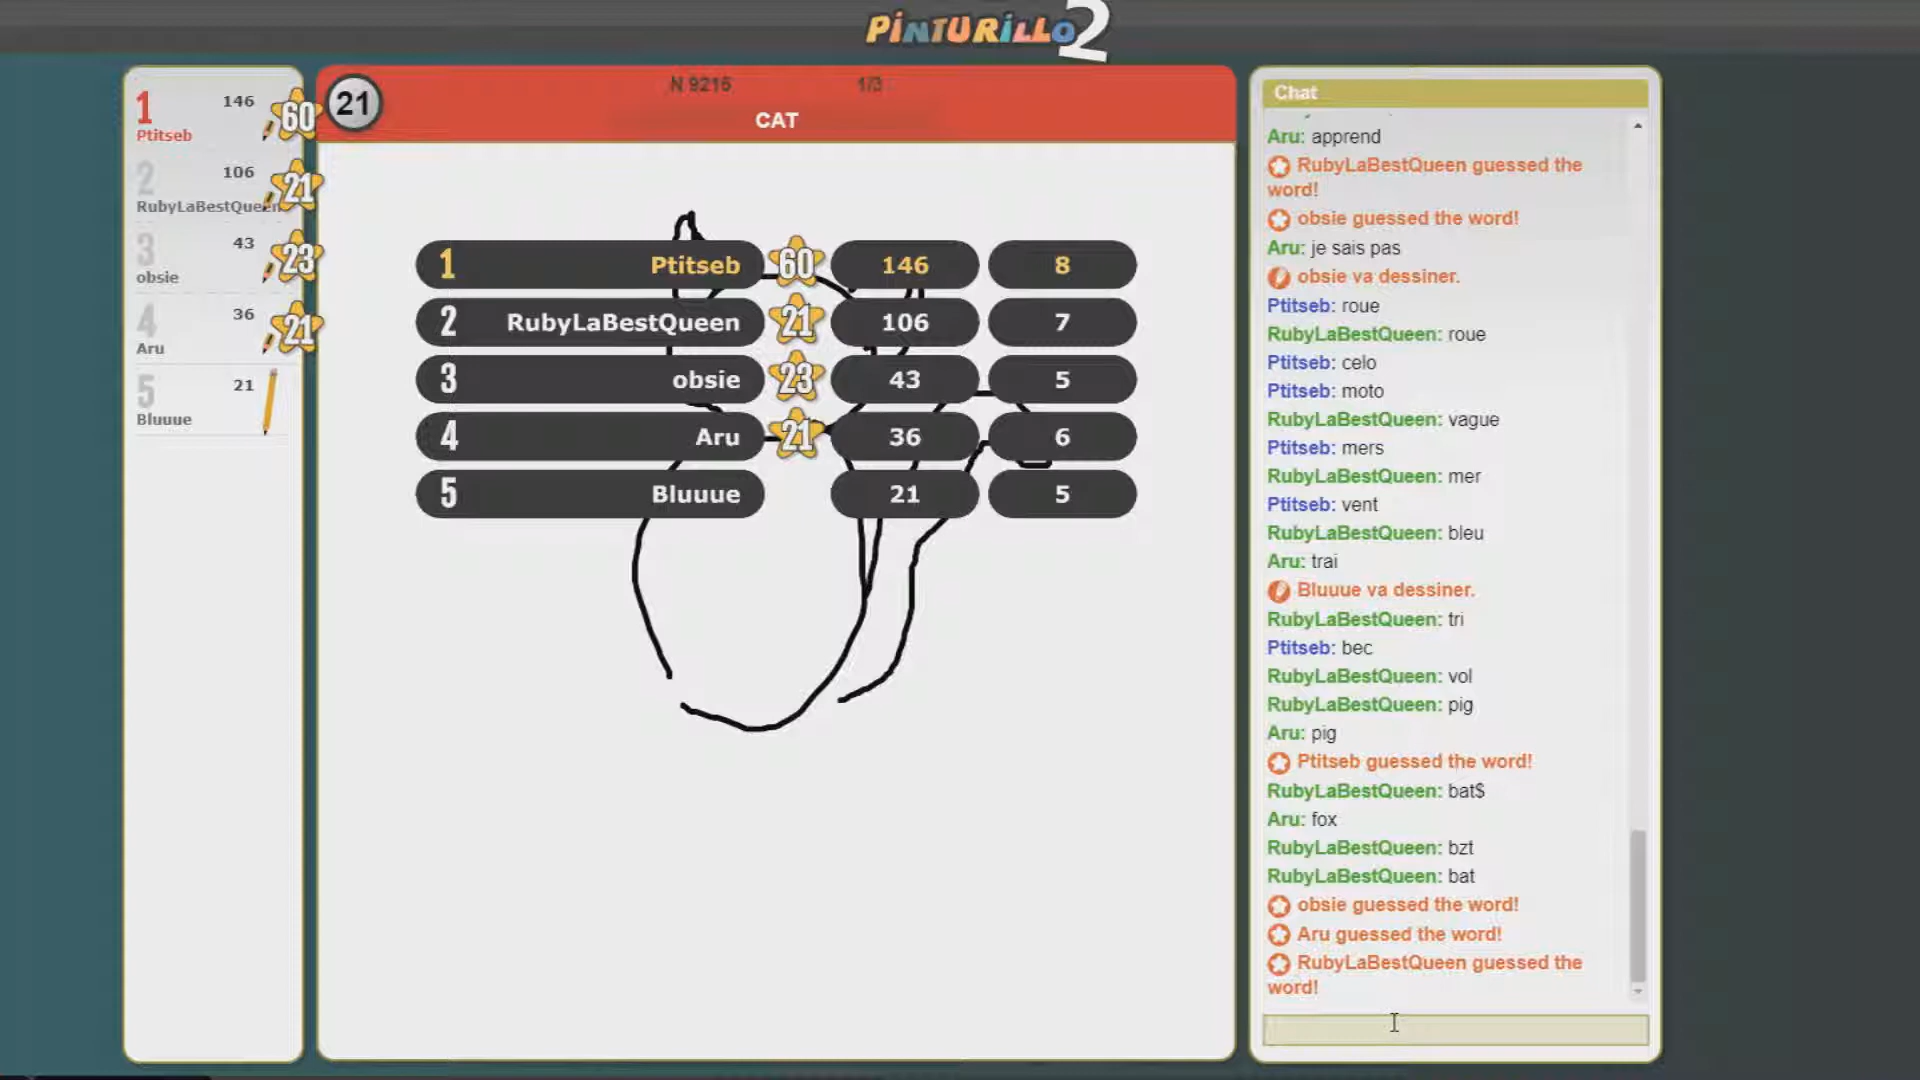 PINTURILLO 2
1 146 60
Ptitseb
2 106 21
RubyLaBestQueen
3 43 23
obsie
4 36 21
Aru
5 21
Bluuue
21 N 9215 1/3
CAT
1 Ptitseb 60 146 8
2 RubyLaBestQueen 21 106 7
3 obsie 23 43 5
4 Aru 21 36 6
5 Bluuue 21 5
Chat
Aru: apprend
RubyLaBestQueen guessed the
word!
obsie guessed the word!
Aru: je sais pas
obsie va dessiner.
Ptitseb: roue
RubyLaBestQueen: roue
Ptitseb: celo
Ptitseb: moto
RubyLaBestQueen: vague
Ptitseb: mers
RubyLaBestQueen: mer
Ptitseb: vent
RubyLaBestQueen: bleu
Aru: trai
Bluuue va dessiner.
RubyLaBestQueen: tri
Ptitseb: bec
RubyLaBestQueen: vol
RubyLaBestQueen: pig
Aru: pig
Ptitseb guessed the word!
RubyLaBestQueen: bat$
Aru: fox
RubyLaBestQueen: bzt
RubyLaBestQueen: bat
obsie guessed the word!
Aru guessed the word!
RubyLaBestQueen guessed the
word!